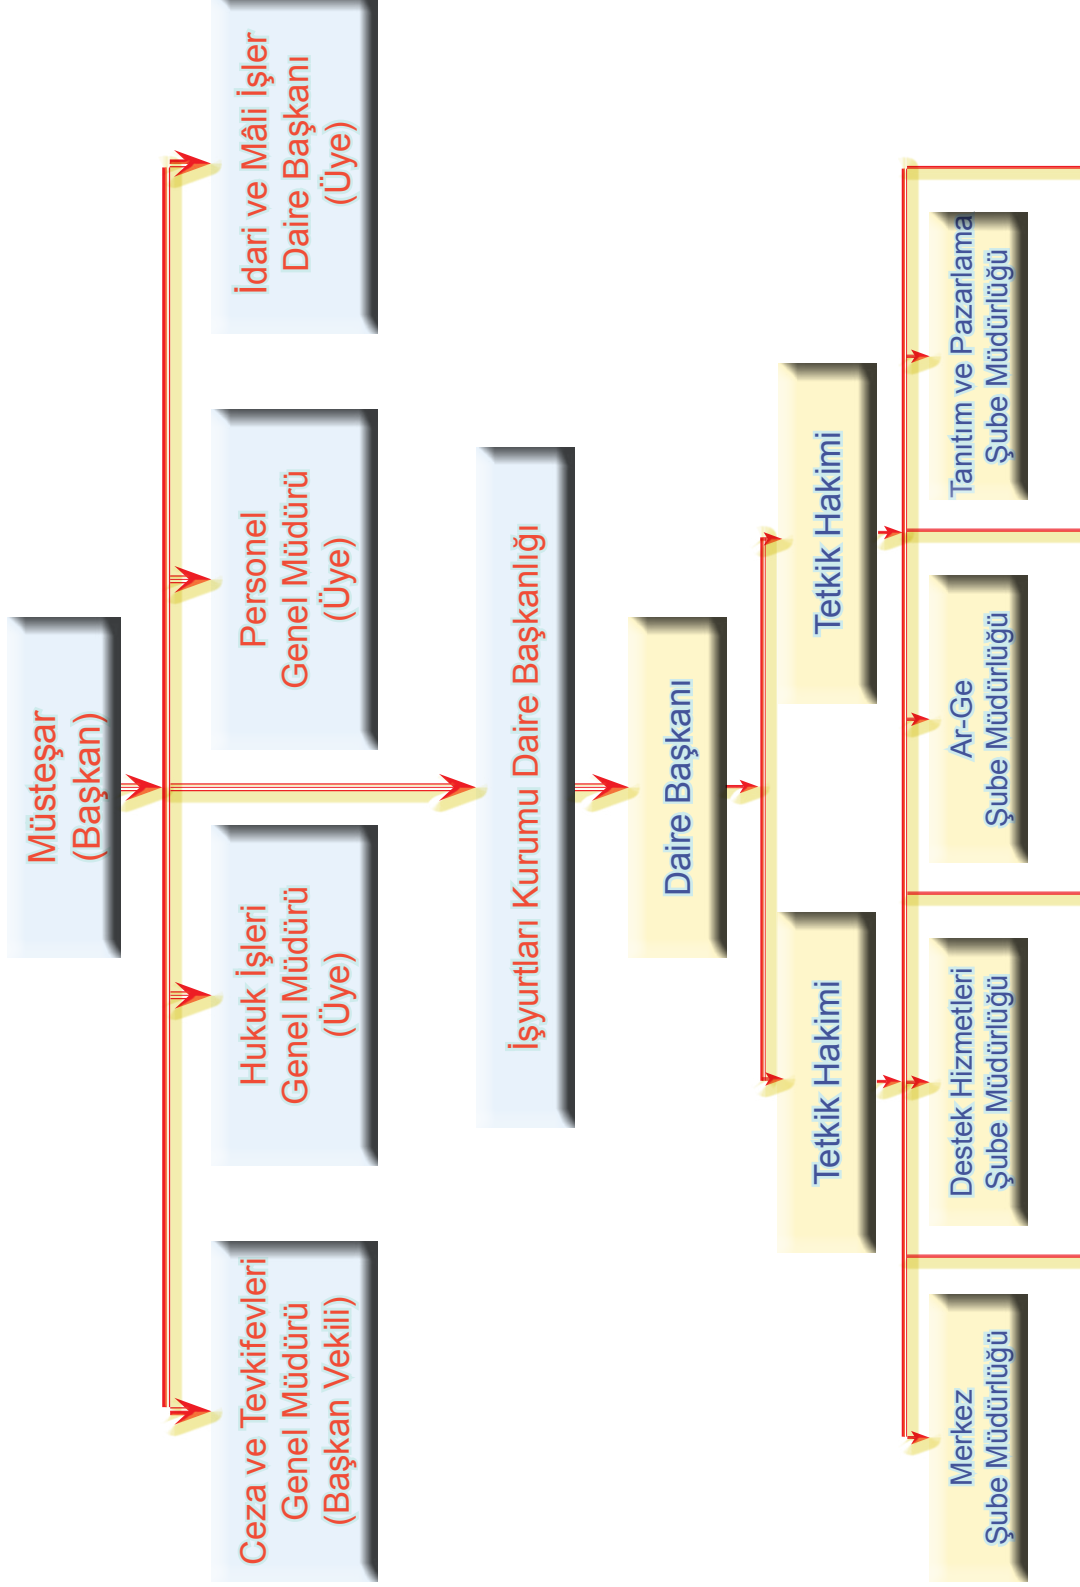 Müsteşar
(Başkan)
Ceza ve Tevkifevleri
Genel Müdürü
(Başkan Vekili)
Hukuk İşleri
Genel Müdürü
(Üye)
Personel
Genel Müdürü
(Üye)
İdari ve Mâli İşler
Daire Başkanı
(Üye)
İşyurtları Kurumu Daire Başkanlığı
Daire Başkanı
Tetkik Hakimi
Tetkik Hakimi
Merkez
Şube Müdürlüğü
Destek Hizmetleri
Şube Müdürlüğü
Ar-Ge
Şube Müdürlüğü
Tanıtım ve Pazarlama
Şube Müdürlüğü